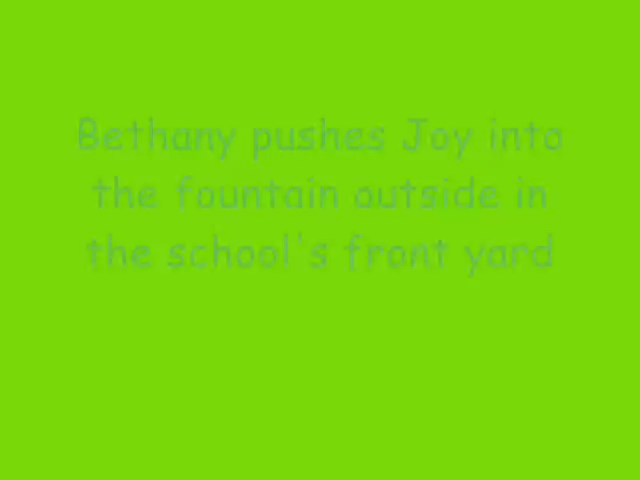 Bethany pushes Joy into
the fountain outside in
the school's front yard